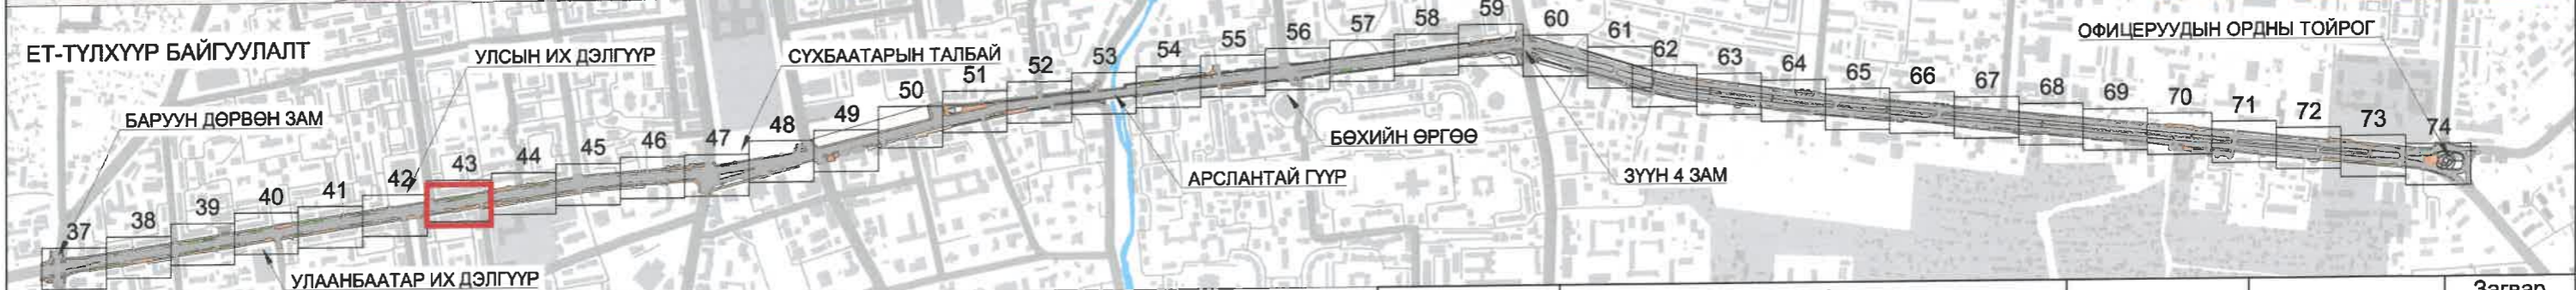 ЕТ-ТҮЛХҮҮР БАЙГУУЛАЛТ
БАРУУН ДӨРВӨН ЗАМ
УЛСЫН ИХ ДЭЛГҮҮР
СҮХБААТАРЫН ТАЛБАЙ
ОФИЦЕРУУДЫН ОРДНЫ ТОЙРОГ
37 38 39 40 41 42 43 44 45 46 47 48 49 50 51 52 53 54 55 56 57 58 59 60 61 62 63 64 65 66 67 68 69 70 71 72 73 74
УЛААНБААТАР ИХ ДЭЛГҮҮР
АРСЛАНТАЙ ГҮҮР
БӨХИЙН ӨРГӨӨ
ЗҮҮН 4 ЗАМ
Загвар